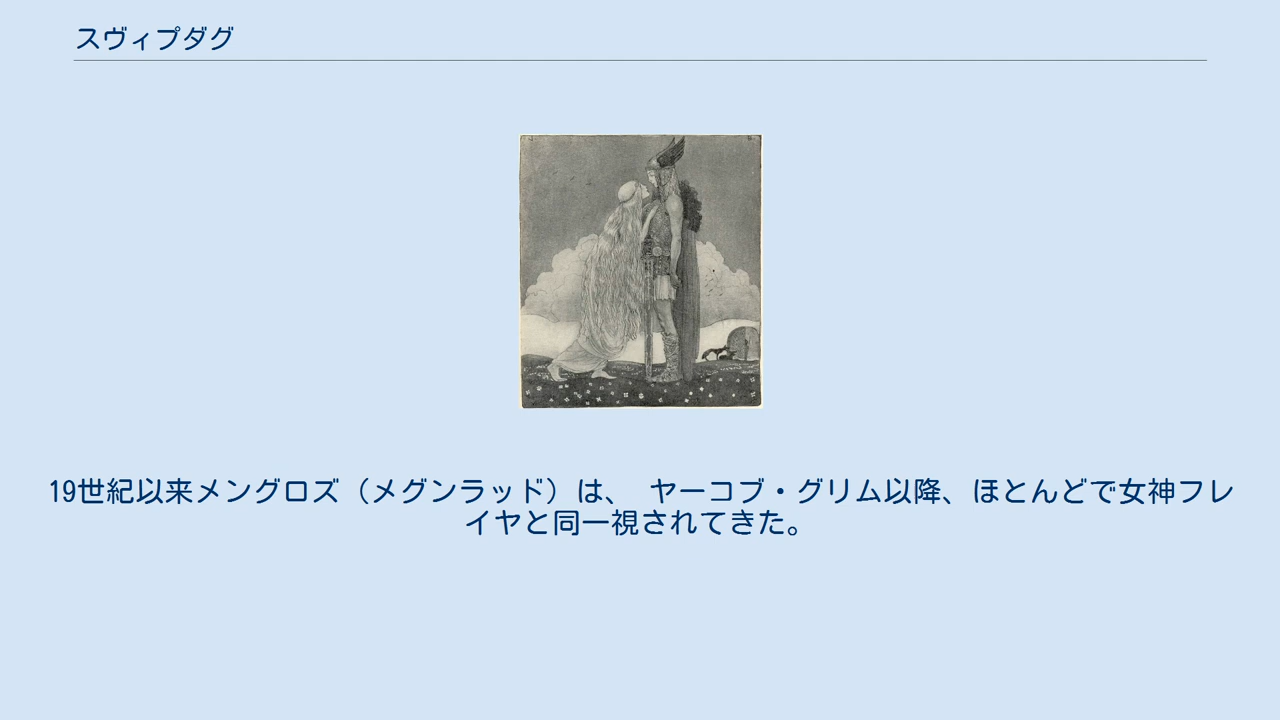 スヴィプダグ
19世紀以来メングロズ（メグンラッド）は、 ヤーコブ・グリム以降、ほとんどで女神フレ
イヤと同一視されてきた。